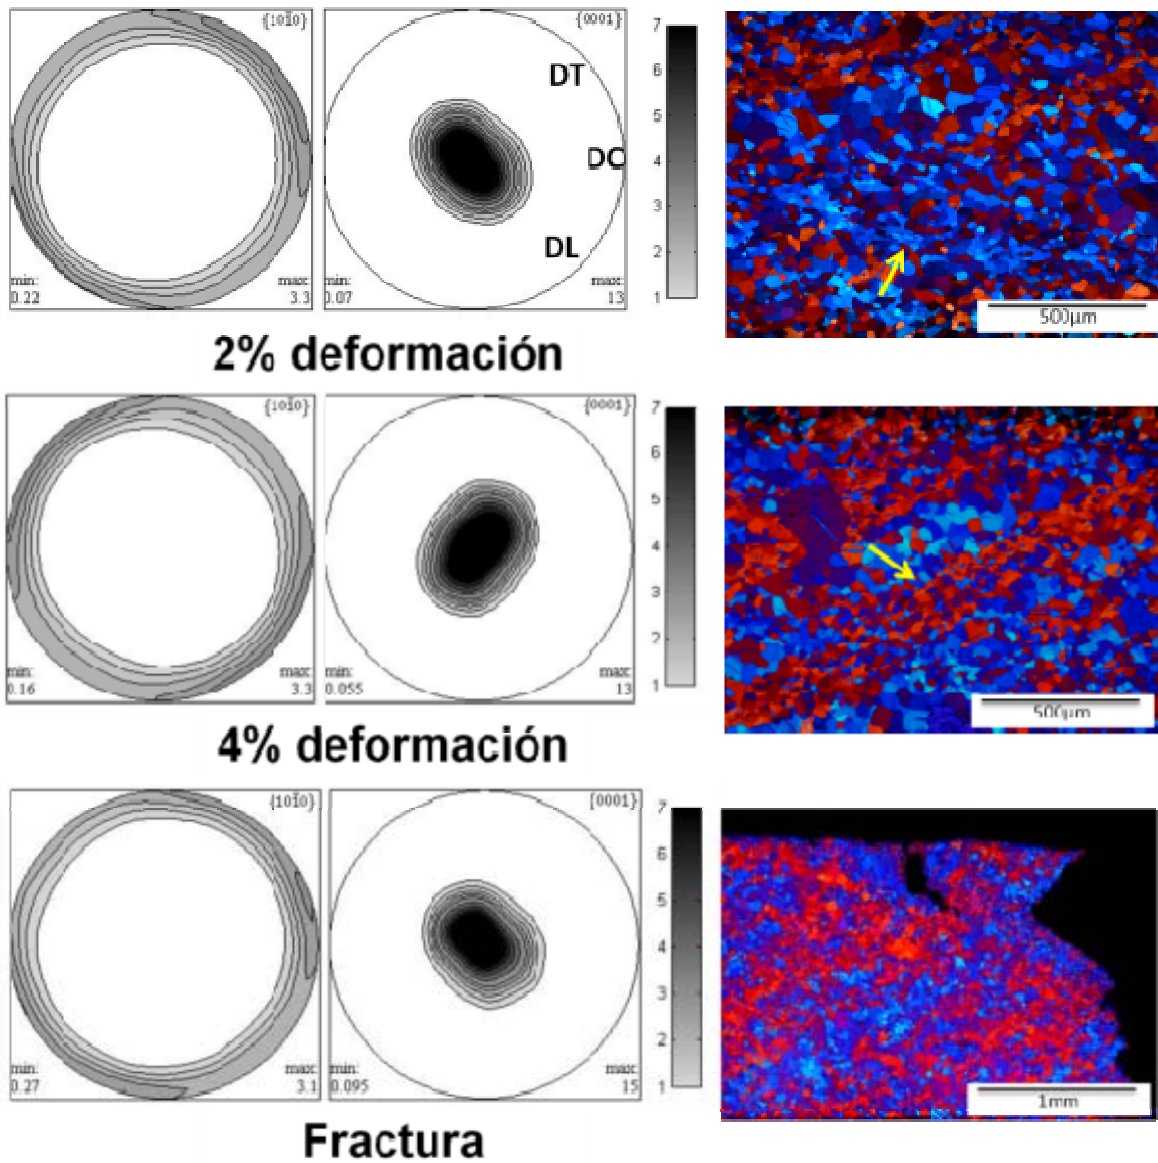 {101̄0}
{0001}
7
6
5
4
3
2
1
DT
DC
DL
min:
0.22
max:
3.3
min:
0.07
max:
13
500µm
2% deformación
{101̄0}
{0001}
7
6
5
4
3
2
1
min:
0.16
max:
3.3
min:
0.055
max:
13
500µm
4% deformación
{101̄0}
{0001}
7
6
5
4
3
2
1
min:
0.27
max:
3.1
min:
0.095
max:
15
1mm
Fractura